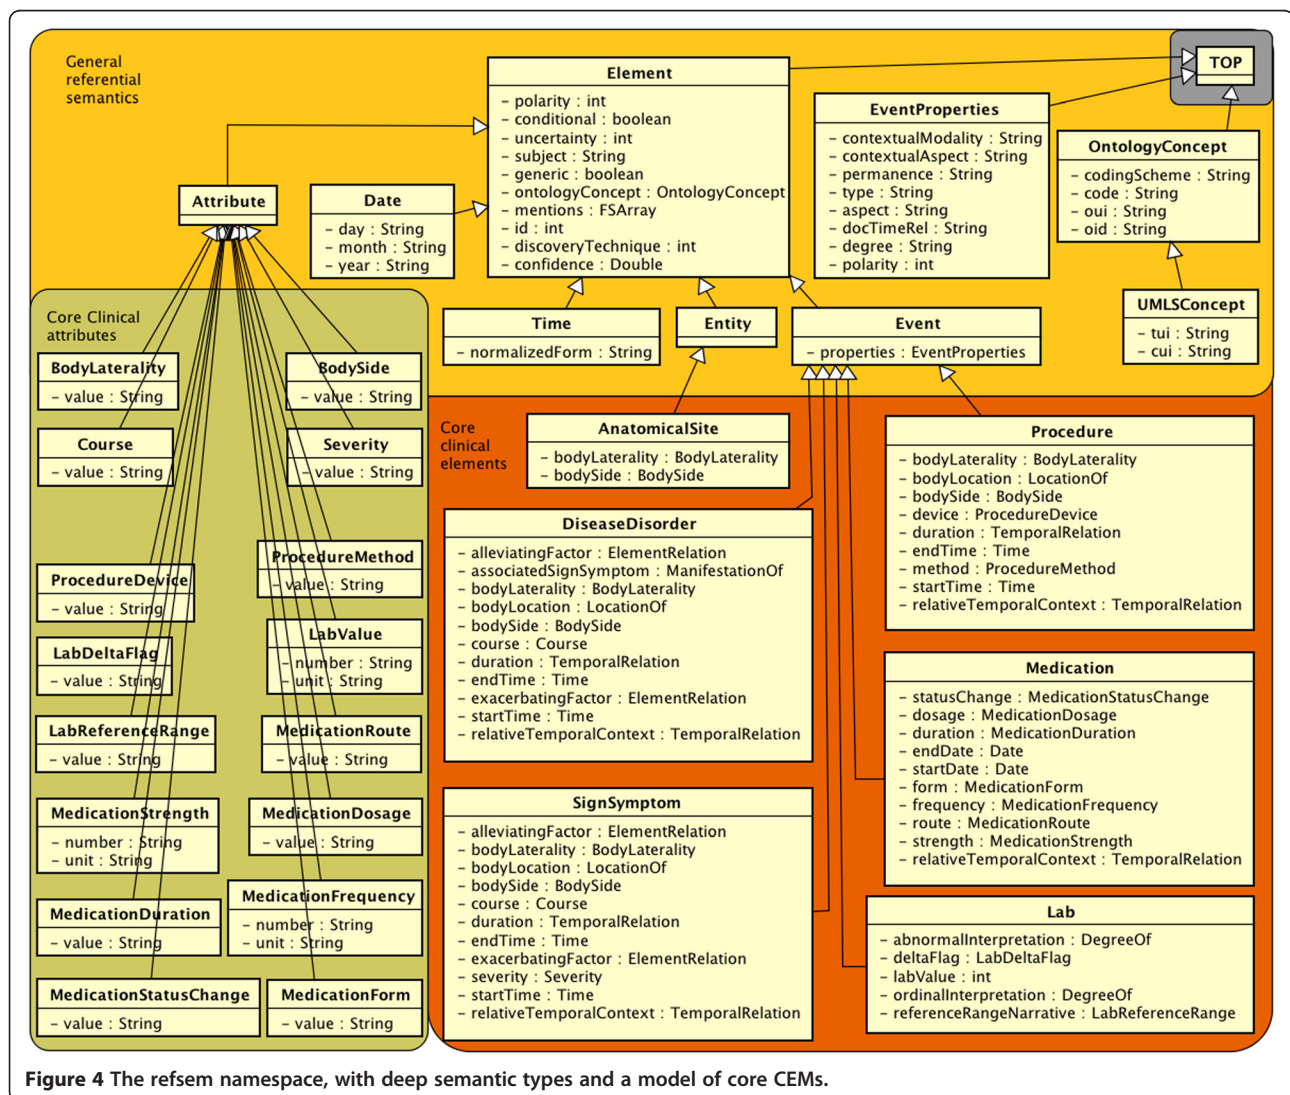 General
referential
semantics
TOP
Element
- polarity : int
- conditional : boolean
- uncertainty : int
- subject : String
- generic : boolean
- ontologyConcept : OntologyConcept
- mentions : FSArray
- id : int
- discoveryTechnique : int
- confidence : Double
EventProperties
- contextualModality : String
- contextualAspect : String
- permanence : String
- type : String
- aspect : String
- docTimeRel : String
- degree : String
- polarity : int
OntologyConcept
- codingScheme : String
- code : String
- oui : String
- oid : String
Attribute
Date
- day : String
- month : String
- year : String
UMLSConcept
- tui : String
- cui : String
Time
- normalizedForm : String
Entity
Event
- properties : EventProperties
Core Clinical
attributes
BodyLaterality
- value : String
BodySide
- value : String
Course
- value : String
Severity
- value : String
ProcedureMethod
- value : String
ProcedureDevice
- value : String
LabValue
- number : String
- unit : String
LabDeltaFlag
- value : String
LabReferenceRange
- value : String
MedicationRoute
- value : String
MedicationStrength
- number : String
- unit : String
MedicationDosage
- value : String
MedicationDuration
- value : String
MedicationFrequency
- number : String
- unit : String
MedicationStatusChange
- value : String
MedicationForm
- value : String
Core
clinical
elements
AnatomicalSite
- bodyLaterality : BodyLaterality
- bodySide : BodySide
Procedure
- bodyLaterality : BodyLaterality
- bodyLocation : LocationOf
- bodySide : BodySide
- device : ProcedureDevice
- duration : TemporalRelation
- endTime : Time
- method : ProcedureMethod
- startTime : Time
- relativeTemporalContext : TemporalRelation
DiseaseDisorder
- alleviatingFactor : ElementRelation
- associatedSignSymptom : ManifestationOf
- bodyLaterality : BodyLaterality
- bodyLocation : LocationOf
- bodySide : BodySide
- course : Course
- duration : TemporalRelation
- endTime : Time
- exacerbatingFactor : ElementRelation
- startTime : Time
- relativeTemporalContext : TemporalRelation
Medication
- statusChange : MedicationStatusChange
- dosage : MedicationDosage
- duration : MedicationDuration
- endDate : Date
- startDate : Date
- form : MedicationForm
- frequency : MedicationFrequency
- route : MedicationRoute
- strength : MedicationStrength
- relativeTemporalContext : TemporalRelation
SignSymptom
- alleviatingFactor : ElementRelation
- bodyLaterality : BodyLaterality
- bodyLocation : LocationOf
- bodySide : BodySide
- course : Course
- duration : TemporalRelation
- endTime : Time
- exacerbatingFactor : ElementRelation
- severity : Severity
- startTime : Time
- relativeTemporalContext : TemporalRelation
Lab
- abnormalInterpretation : DegreeOf
- deltaFlag : LabDeltaFlag
- labValue : int
- ordinalInterpretation : DegreeOf
- referenceRangeNarrative : LabReferenceRange
Figure 4 The refsem namespace, with deep semantic types and a model of core CEMs.